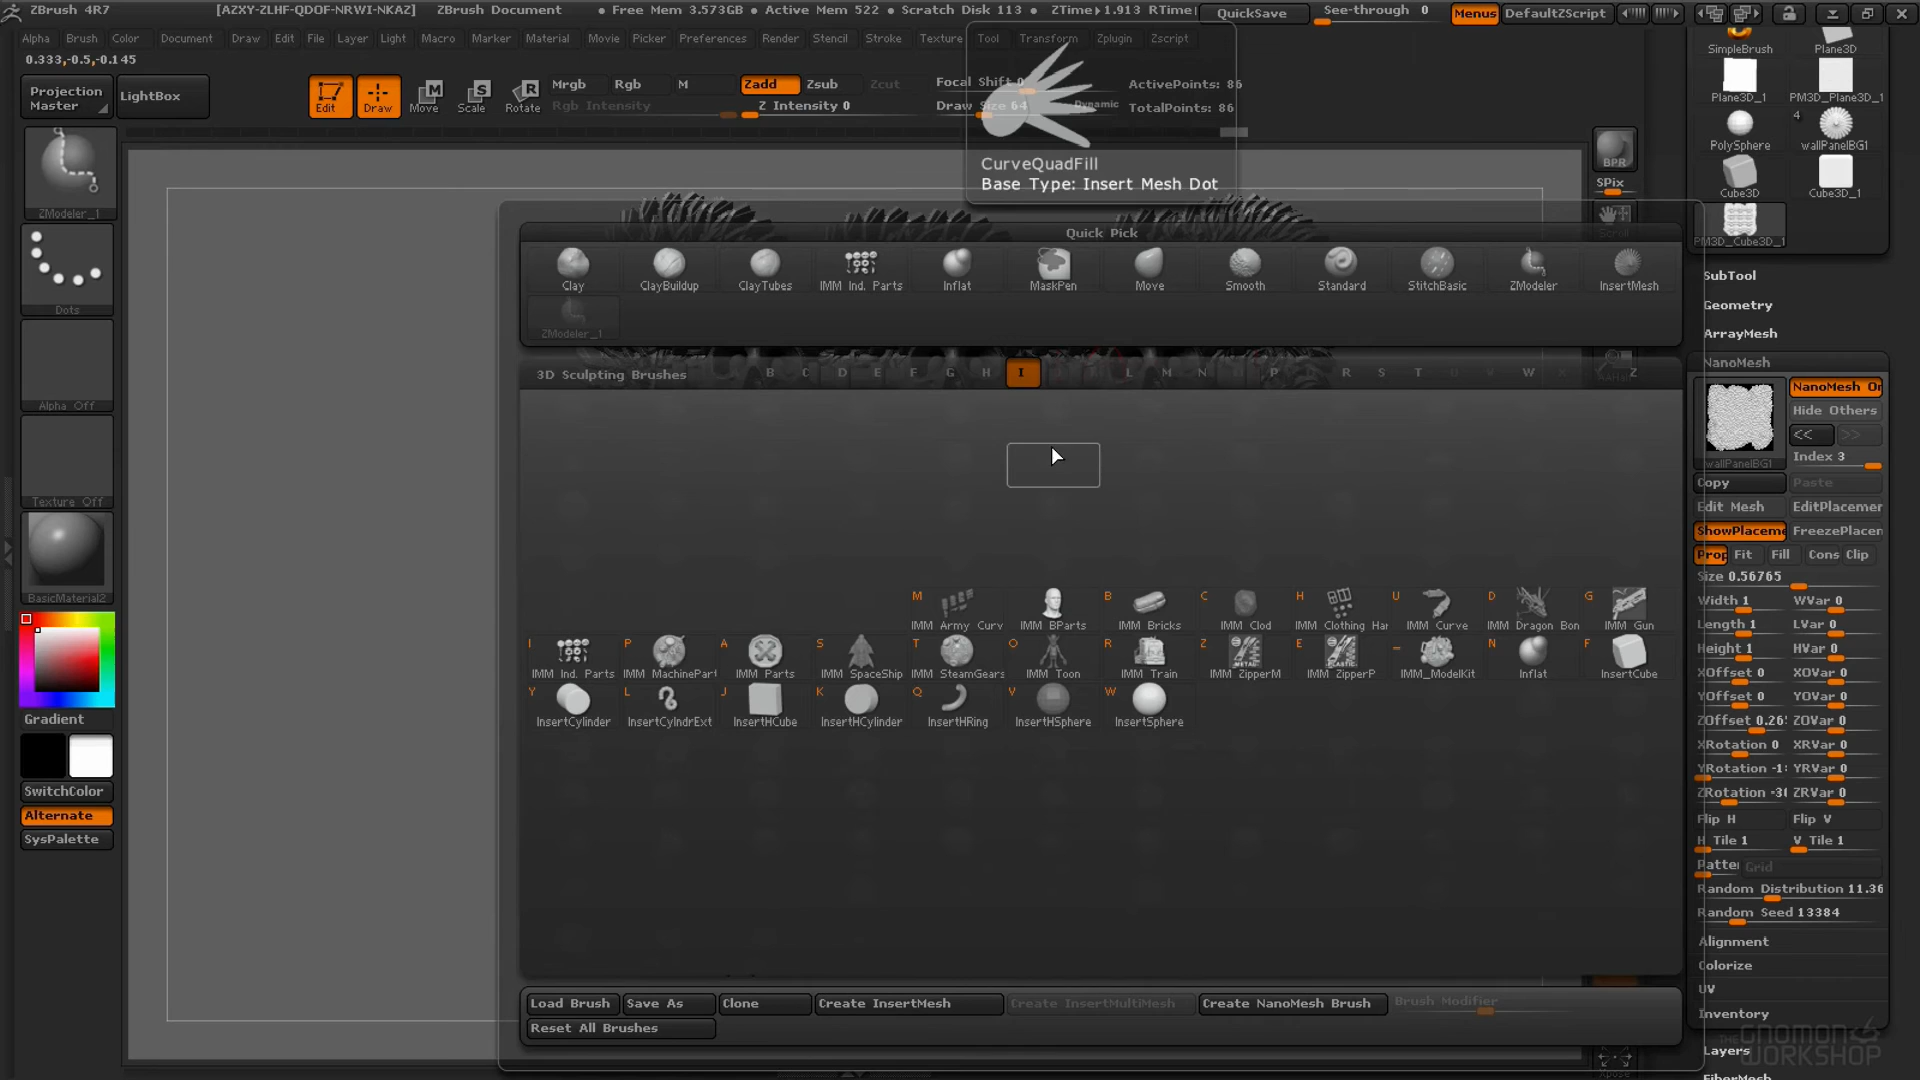 ZBrush 4R7 [AZXY-ZLHF-QDOF-NRWI-NKAZ] ZBrush Document • Free Mem 3.573GB • Active Mem 522 • Scratch Disk 113 • ZTime▸1.913 RTime QuickSave See-through 0 Menus DefaultZScript
Alpha Brush Color Document Draw Edit File Layer Light Macro Marker Material Movie Picker Preferences Render Stencil Stroke Texture Tool Transform Zplugin Zscript
0.333,-0.5,-0.145
Projection Master
LightBox
Edit Draw Move Scale Rotate
Mrgb Rgb M Zadd Zsub Zcut
Rgb Intensity Z Intensity 0
Focal Shift 0
Draw Size 64 Dynamic
ActivePoints: 86
TotalPoints: 86
CurveQuadFill
Base Type: Insert Mesh Dot
ZModeler_1
Dots
Alpha Off
Texture Off
BasicMaterial2
Gradient
SwitchColor
Alternate
SysPalette
Quick Pick
Clay ClayBuildup ClayTubes IMM Ind. Parts Inflat MaskPen Move Smooth Standard StitchBasic ZModeler InsertMesh
ZModeler_1
3D Sculpting Brushes B C D E F G H I L M N P R S T W Z
M B C H U D G
IMM Army Curv IMM BParts IMM Bricks IMM Clod IMM Clothing Har IMM Curve IMM Dragon Bon IMM Gun
I P A S T O R Z E = N F
IMM Ind. Parts IMM MachinePart IMM Parts IMM SpaceShip IMM SteamGears IMM Toon IMM Train IMM ZipperM IMM ZipperP IMM_ModelKit Inflat InsertCube
Y L J K Q V W
InsertCylinder InsertCylndrExt InsertHCube InsertHCylinder InsertHRing InsertHSphere InsertSphere
Load Brush Save As Clone Create InsertMesh Create InsertMultiMesh Create NanoMesh Brush Brush Modifier
Reset All Brushes
BPR
SPix
Scroll
Xpose
SimpleBrush Plane3D
Plane3D_1 PM3D_Plane3D_1
4
PolySphere wallPanelBG1
Cube3D Cube3D_1
PM3D_Cube3D_1
SubTool
Geometry
ArrayMesh
NanoMesh
NanoMesh On
Hide Others
<< >>
wallPanelBG1 Index 3
Copy Paste
Edit Mesh EditPlacemen
ShowPlaceme FreezePlacem
Prop Fit Fill Cons Clip
Size 0.56765
Width 1 WVar 0
Length 1 LVar 0
Height 1 HVar 0
XOffset 0 XOVar 0
YOffset 0 YOVar 0
ZOffset 0.26 ZOVar 0
XRotation 0 XRVar 0
YRotation YRVar 0
ZRotation ZRVar 0
Flip H Flip V
H Tile 1 V Tile 1
Patter Grid
Random Distribution 11.36
Random Seed 13384
Alignment
Colorize
UV
Inventory
Layers
FiberMesh
THE GNOMON WORKSHOP